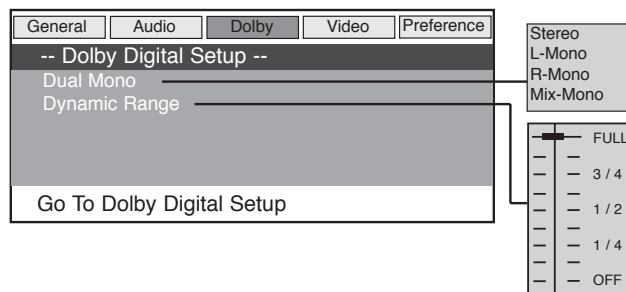 General Audio Dolby Video Preference
-- Dolby Digital Setup --
Dual Mono
Dynamic Range
Go To Dolby Digital Setup
Stereo
L-Mono
R-Mono
Mix-Mono
FULL
3 / 4
1 / 2
1 / 4
OFF